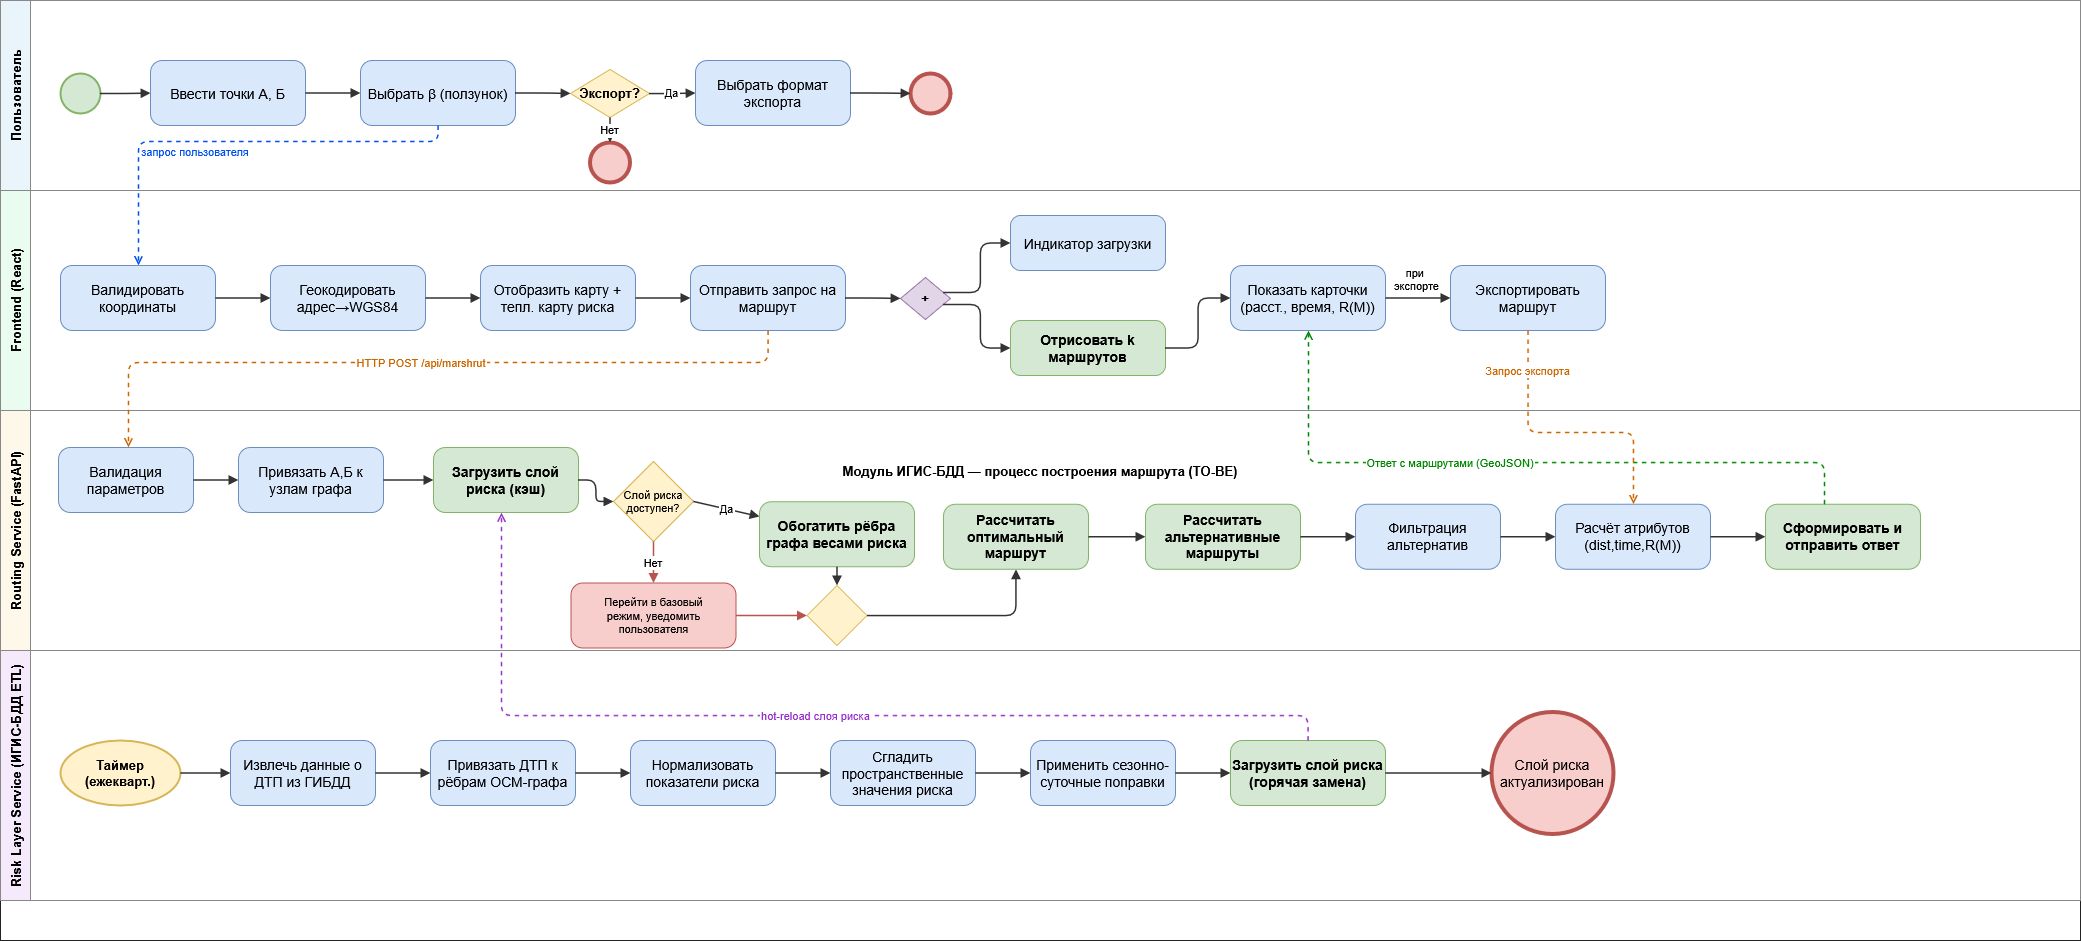 Пользователь
Ввести точки А, Б
Выбрать β (ползунок)
Экспорт?
Да
Выбрать формат
экспорта
Нет
запрос пользователя
Frontend (React)
Валидировать
координаты
Геокодировать
адрес→WGS84
Отобразить карту +
тепл. карту риска
Отправить запрос на
маршрут
+
Индикатор загрузки
Отрисовать k
маршрутов
Показать карточки
(расст., время, R(M))
при
экспорте
Экспортировать
маршрут
HTTP POST /api/marshrut
Запрос экспорта
Routing Service (FastAPI)
Валидация
параметров
Привязать А,Б к
узлам графа
Загрузить слой
риска (кэш)
Слой риска
доступен?
Да
Нет
Перейти в базовый
режим, уведомить
пользователя
Обогатить рёбра
графа весами риска
Модуль ИГИС-БДД — процесс построения маршрута (TO-BE)
Ответ с маршрутами (GeoJSON)
Рассчитать
оптимальный
маршрут
Рассчитать
альтернативные
маршруты
Фильтрация
альтернатив
Расчёт атрибутов
(dist,time,R(M))
Сформировать и
отправить ответ
Risk Layer Service (ИГИС-БДД ETL)
hot-reload слоя риска
Таймер
(ежекварт.)
Извлечь данные о
ДТП из ГИБДД
Привязать ДТП к
рёбрам ОСМ-графа
Нормализовать
показатели риска
Сгладить
пространственные
значения риска
Применить сезонно-
суточные поправки
Загрузить слой риска
(горячая замена)
Слой риска
актуализирован